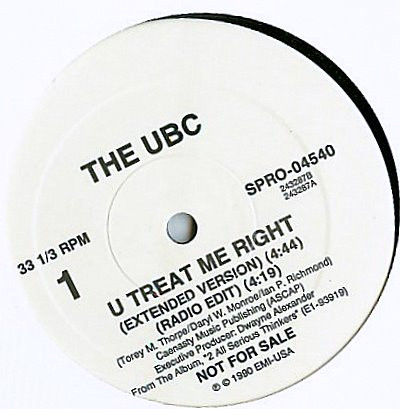 THE UBC
SPRO-04540
243287B
243287A
33 1/3 RPM
1
U TREAT ME RIGHT
(EXTENDED VERSION) (4:44)
(RADIO EDIT) (4:19)
(Torey M. Thorpe/Daryl W. Monroe/Ian P. Richmond)
Caenasty Music Publishing (ASCAP)
Executive Producer: Dwayne Alexander
From The Album, "2 All Serious Thinkers" (E1-93919)
NOT FOR SALE
℗ © 1990 EMI-USA